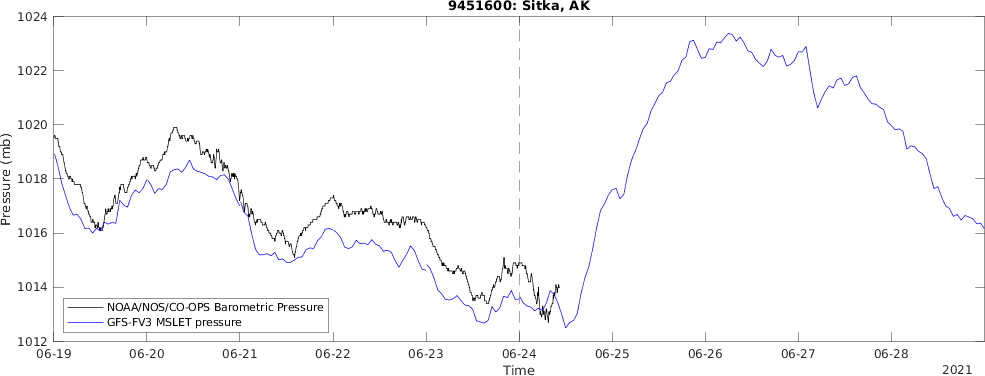 9451600: Sitka, AK
Pressure (mb)
1024
1022
1020
1018
1016
1014
1012
NOAA/NOS/CO-OPS Barometric Pressure
GFS-FV3 MSLET pressure
06-19 06-20 06-21 06-22 06-23 06-24 06-25 06-26 06-27 06-28
Time
2021